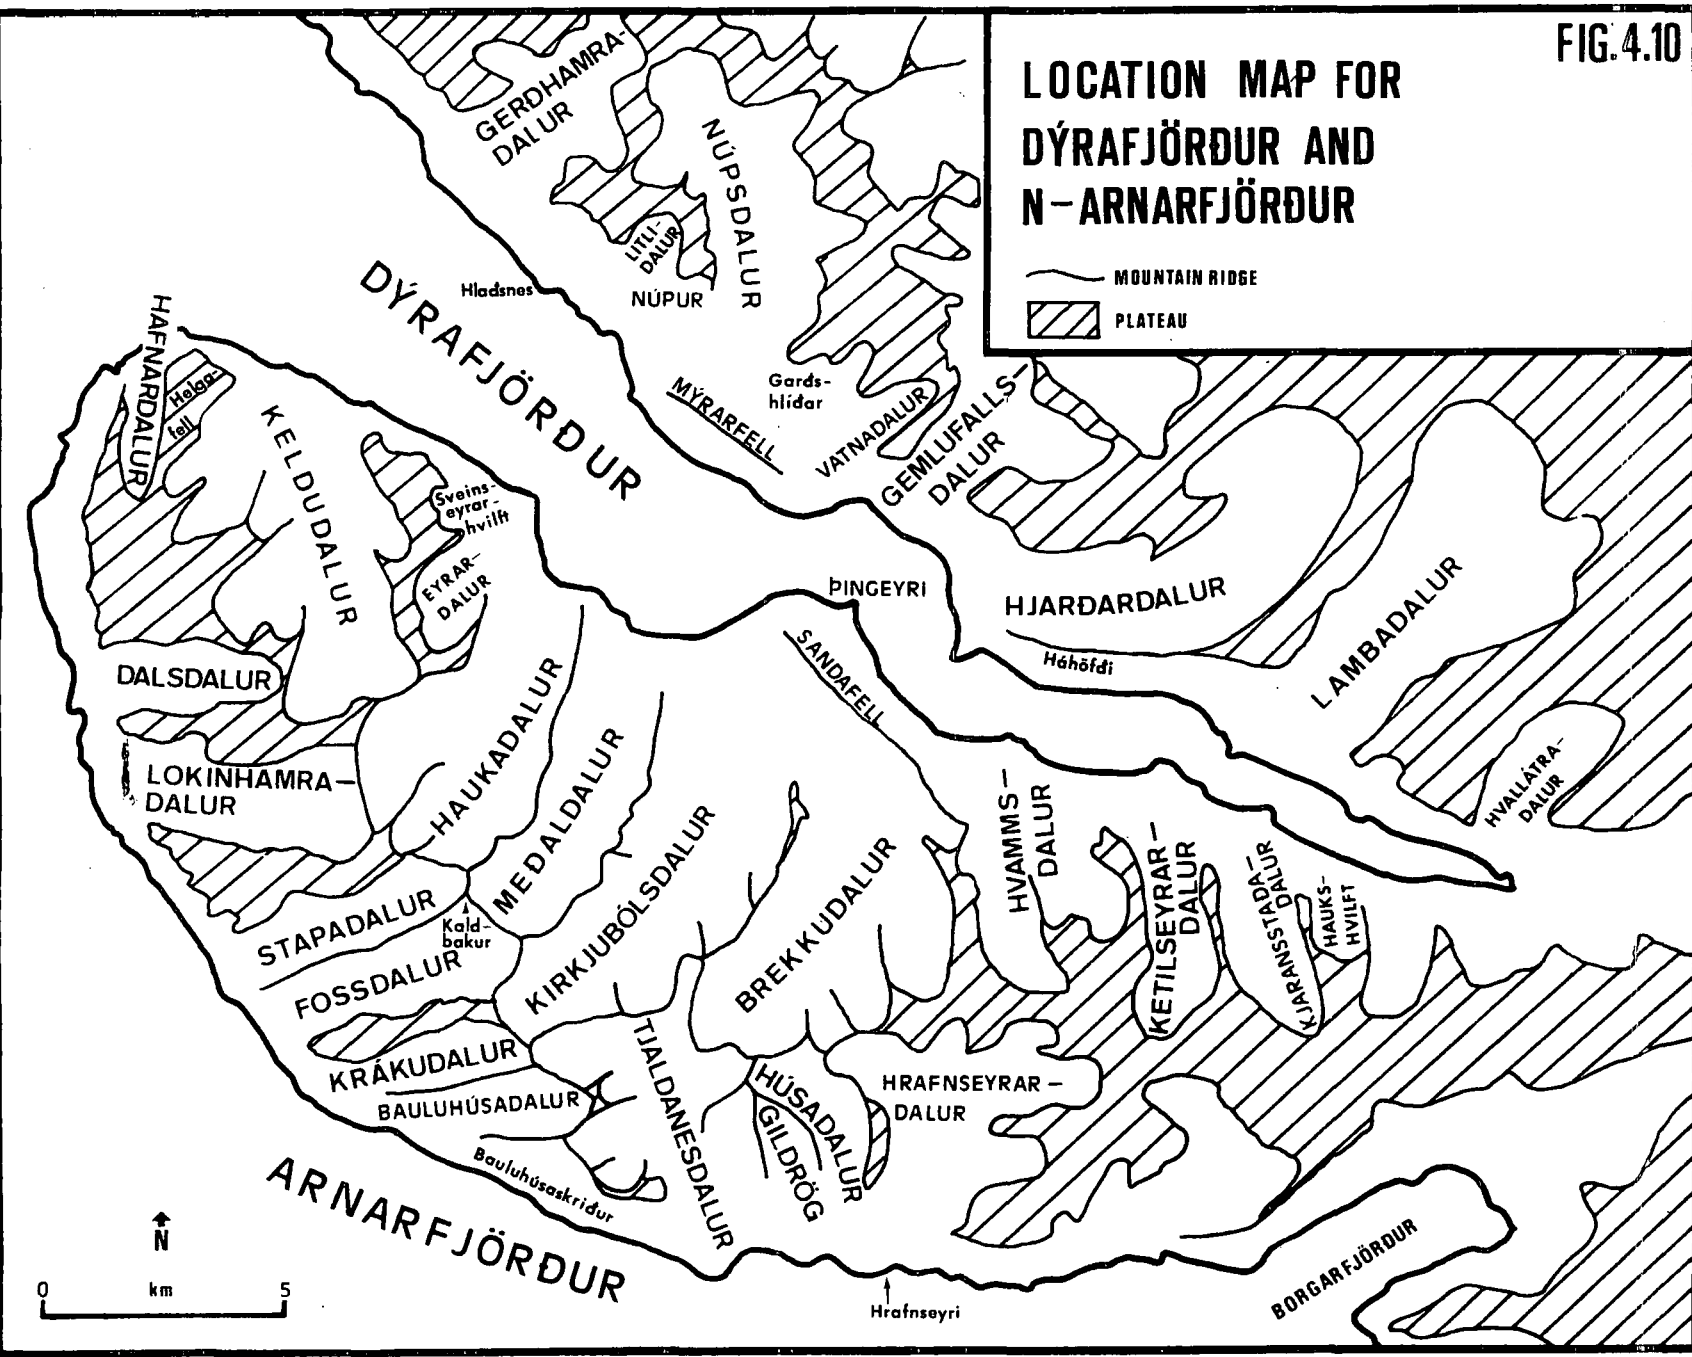 FIG. 4.10
LOCATION MAP FOR
DÝRAFJÖRÐUR AND
N-ARNARFJÖRÐUR
MOUNTAIN RIDGE
PLATEAU
GERÐHAMRA-
DALUR
NÚPSDALUR
LITLI-
DALUR
NÚPUR
Hlaðsnes
DÝRAFJÖRÐUR
HAFNARDALUR
Helga-
fell
KELDUDALUR
MÝRARFELL
Garðs-
hlíðar
VATNADALUR
GEMLUFALLS-
DALUR
Sveins-
eyrar-
hvilft
EYRAR-
DALUR
ÞINGEYRI
HJARÐARDALUR
LAMBADALUR
Háhöfði
SANDAFELL
DALSDALUR
HAUKADALUR
MEÐALDALUR
LOKINHAMRA-
DALUR
HVALLÁTRA-
DALUR
HVAMMS-
DALUR
KETILSEYRAR-
DALUR
KJARANSSTAÐA-
DALUR
HAUKS-
HVILFT
KIRKJUBÓLSDALUR
BREKKUDALUR
STAPADALUR
Kald-
bakur
FOSSDALUR
KRÁKUDALUR
BAULUHÚSADALUR
TJALDANESDALUR
HÚSADALUR
GILDRÖG
HRAFNSEYRAR-
DALUR
Bauluhúsaskriður
ARNARFJÖRÐUR
BORGARFJÖRÐUR
Hrafnseyri
N
0 km 5